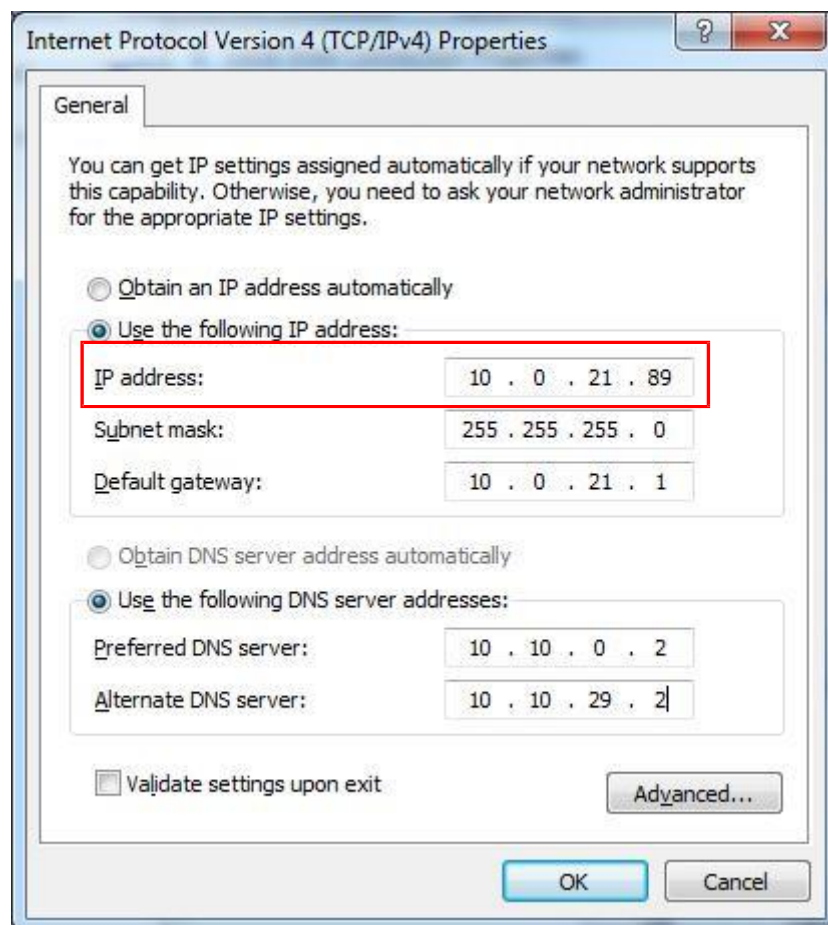 Internet Protocol Version 4 (TCP/IPv4) Properties
General
You can get IP settings assigned automatically if your network supports
this capability. Otherwise, you need to ask your network administrator
for the appropriate IP settings.
Obtain an IP address automatically
Use the following IP address:
IP address: 10 . 0 . 21 . 89
Subnet mask: 255 . 255 . 255 . 0
Default gateway: 10 . 0 . 21 . 1
Obtain DNS server address automatically
Use the following DNS server addresses:
Preferred DNS server: 10 . 10 . 0 . 2
Alternate DNS server: 10 . 10 . 29 . 2
Validate settings upon exit
Advanced...
OK Cancel